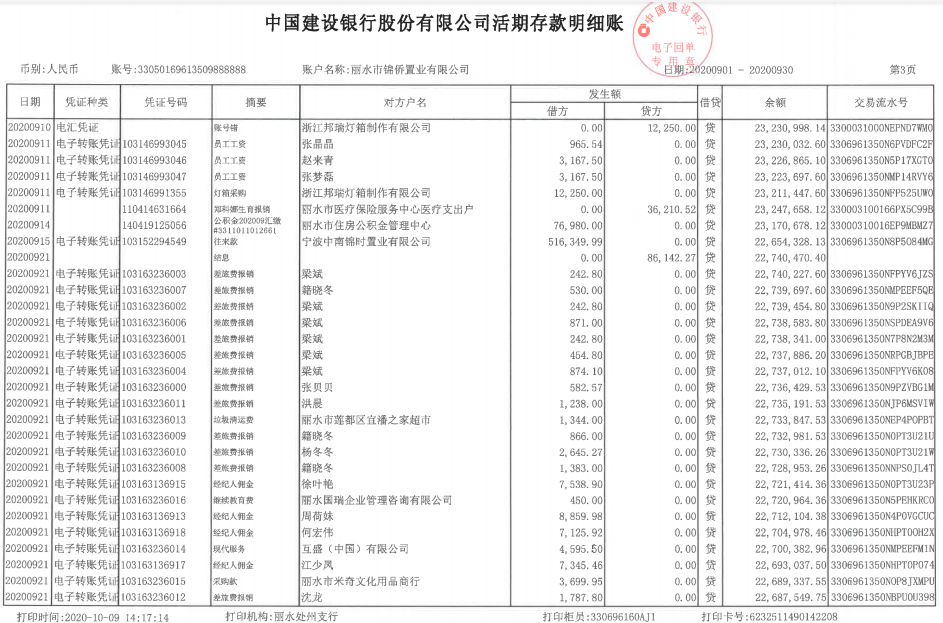 中国建设银行股份有限公司活期存款明细账
中国建设银行
电子回单
专用章
币别:人民币 账号:33050169613509888888 账户名称:丽水市锦侨置业有限公司 日期:20200901 - 20200930 第3页
日期 凭证种类 凭证号码 摘要 对方户名 发生额 借贷 余额 交易流水号
借方 贷方
20200910 电汇凭证 账号错 浙江邦瑞灯箱制作有限公司 0.00 12,250.00 贷 23,230,998.14 3300031000NEPND7WMO
20200911 电子转账凭证 103146993045 员工工资 张晶晶 965.54 0.00 贷 23,230,032.60 3306961350N6PVDFC2F
20200911 电子转账凭证 103146993046 员工工资 赵来青 3,167.50 0.00 贷 23,226,865.10 3306961350N5P17XGTO
20200911 电子转账凭证 103146993047 员工工资 张梦磊 3,167.50 0.00 贷 23,223,697.60 3306961350NMP14RVY6
20200911 电子转账凭证 103146991355 灯箱采购 浙江邦瑞灯箱制作有限公司 12,250.00 0.00 贷 23,211,447.60 3306961350NFP525UWO
20200911 110414631664 郑科娜生育报销 丽水市医疗保险服务中心医疗支出户 0.00 36,210.52 贷 23,247,658.12 3300003100166PX5C99B
20200914 140419125056 公积金202009汇缴#3311011012661 丽水市住房公积金管理中心 76,980.00 0.00 贷 23,170,678.12 33000310016EP9MBMZ7
20200915 电子转账凭证 103152294549 往来款 宁波中南锦时置业有限公司 516,349.99 0.00 贷 22,654,328.13 3306961350N8P5O84MG
20200921 结息 0.00 86,142.27 贷 22,740,470.40
20200921 电子转账凭证 103163236003 差旅费报销 梁斌 242.80 0.00 贷 22,740,227.60 3306961350NFPYV6JZS
20200921 电子转账凭证 103163236007 差旅费报销 籍晓冬 530.00 0.00 贷 22,739,697.60 3306961350NMPEEF5QE
20200921 电子转账凭证 103163236002 差旅费报销 梁斌 242.80 0.00 贷 22,739,454.80 3306961350N9P2SKIIQ
20200921 电子转账凭证 103163236006 差旅费报销 梁斌 871.00 0.00 贷 22,738,583.80 3306961350NSPDEA9V6
20200921 电子转账凭证 103163236001 差旅费报销 梁斌 242.80 0.00 贷 22,738,341.00 3306961350N7P8N2M3M
20200921 电子转账凭证 103163236005 差旅费报销 梁斌 454.80 0.00 贷 22,737,886.20 3306961350NRPGBJBPE
20200921 电子转账凭证 103163236004 差旅费报销 梁斌 874.10 0.00 贷 22,737,012.10 3306961350NFPYV6K08
20200921 电子转账凭证 103163236000 差旅费报销 张贝贝 582.57 0.00 贷 22,736,429.53 3306961350N9PZVBG1M
20200921 电子转账凭证 103163236011 差旅费报销 洪晨 1,238.00 0.00 贷 22,735,191.53 3306961350NJP6MSVIW
20200921 电子转账凭证 103163236013 垃圾清运费 丽水市莲都区宜潘之家超市 1,344.00 0.00 贷 22,733,847.53 3306961350NEP4POPBT
20200921 电子转账凭证 103163236009 差旅费报销 籍晓冬 866.00 0.00 贷 22,732,981.53 3306961350NOPT3U21U
20200921 电子转账凭证 103163236010 差旅费报销 杨冬冬 2,645.27 0.00 贷 22,730,336.26 3306961350NOPT3U21W
20200921 电子转账凭证 103163236008 差旅费报销 籍晓冬 1,383.00 0.00 贷 22,728,953.26 3306961350NNPSOJL4T
20200921 电子转账凭证 103163136915 经纪人佣金 徐叶艳 7,538.90 0.00 贷 22,721,414.36 3306961350NOPT3U23P
20200921 电子转账凭证 103163236016 继续教育费 丽水国瑞企业管理咨询有限公司 450.00 0.00 贷 22,720,964.36 3306961350N5PEHKRCO
20200921 电子转账凭证 103163136913 经纪人佣金 周荷妹 8,859.98 0.00 贷 22,712,104.38 3306961350N4POVGCUC
20200921 电子转账凭证 103163136918 经纪人佣金 何宏伟 7,125.92 0.00 贷 22,704,978.46 3306961350NHPTOOH2X
20200921 电子转账凭证 103163236014 现代服务 互盛（中国）有限公司 4,595.50 0.00 贷 22,700,382.96 3306961350NMPEEFM1N
20200921 电子转账凭证 103163136917 经纪人佣金 江少凤 7,345.46 0.00 贷 22,693,037.50 3306961350NHPTOP074
20200921 电子转账凭证 103163236015 采购款 丽水市米奇文化用品商行 3,699.95 0.00 贷 22,689,337.55 3306961350NOP8JXMPU
20200921 电子转账凭证 103163236012 差旅费报销 沈龙 1,787.80 0.00 贷 22,687,549.75 3306961350NBPUOU398
打印时间:2020-10-09 14:17:14 打印机构:丽水处州支行 打印柜员:330696160AJ1 打印卡号:6232511490142208